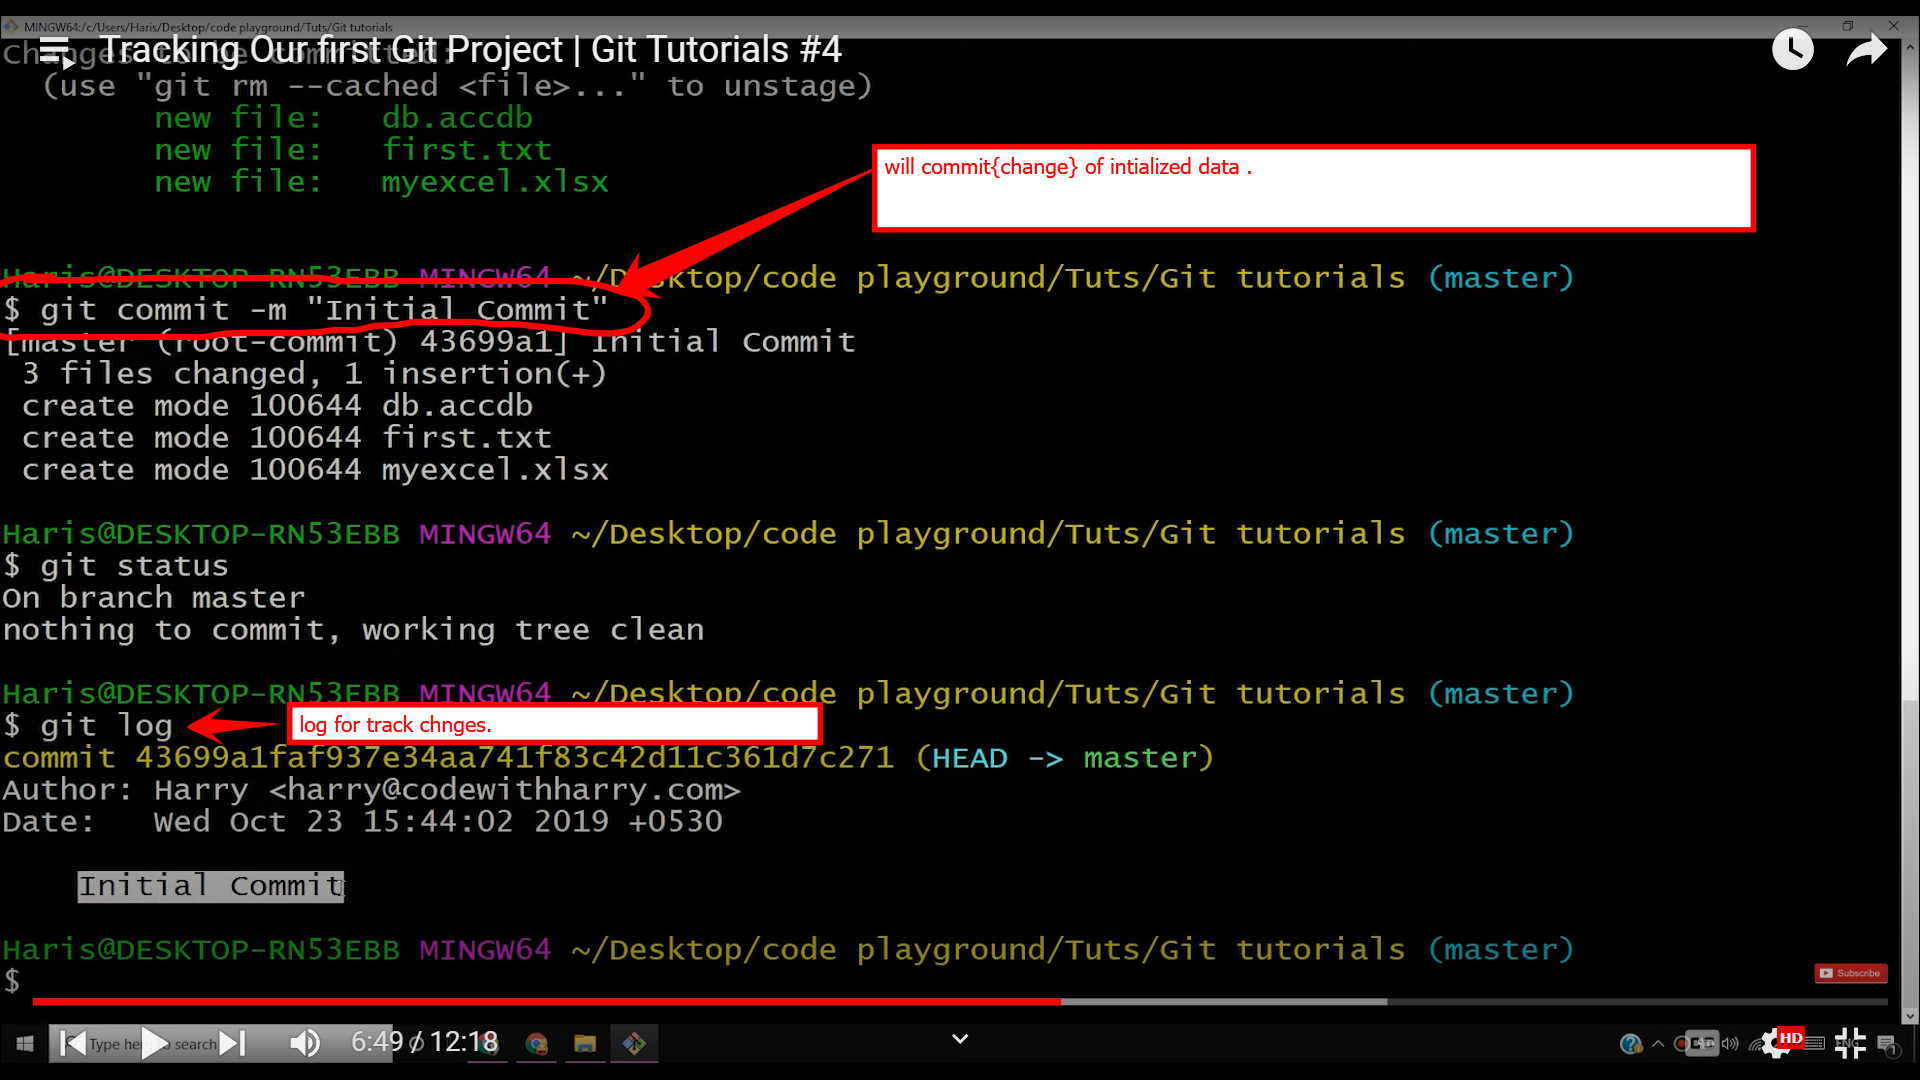 MINGW64:/c/Users/Haris/Desktop/code playground/Tuts/Git tutorials
Tracking Our first Git Project | Git Tutorials #4
Changes to be committed:
(use "git rm --cached <file>..." to unstage)
new file: db.accdb
new file: first.txt
new file: myexcel.xlsx
will commit{change} of intialized data .
Haris@DESKTOP-RN53EBB MINGW64 ~/Desktop/code playground/Tuts/Git tutorials (master)
$ git commit -m "Initial Commit"
[master (root-commit) 43699a1] Initial Commit
3 files changed, 1 insertion(+)
create mode 100644 db.accdb
create mode 100644 first.txt
create mode 100644 myexcel.xlsx
Haris@DESKTOP-RN53EBB MINGW64 ~/Desktop/code playground/Tuts/Git tutorials (master)
$ git status
On branch master
nothing to commit, working tree clean
Haris@DESKTOP-RN53EBB MINGW64 ~/Desktop/code playground/Tuts/Git tutorials (master)
$ git log
log for track chnges.
commit 43699a1faf937e34aa741f83c42d11c361d7c271 (HEAD -> master)
Author: Harry <harry@codewithharry.com>
Date: Wed Oct 23 15:44:02 2019 +0530
Initial Commit
Haris@DESKTOP-RN53EBB MINGW64 ~/Desktop/code playground/Tuts/Git tutorials (master)
$
Subscribe
Type here search
6:49 / 12:18
HD
ENG
1